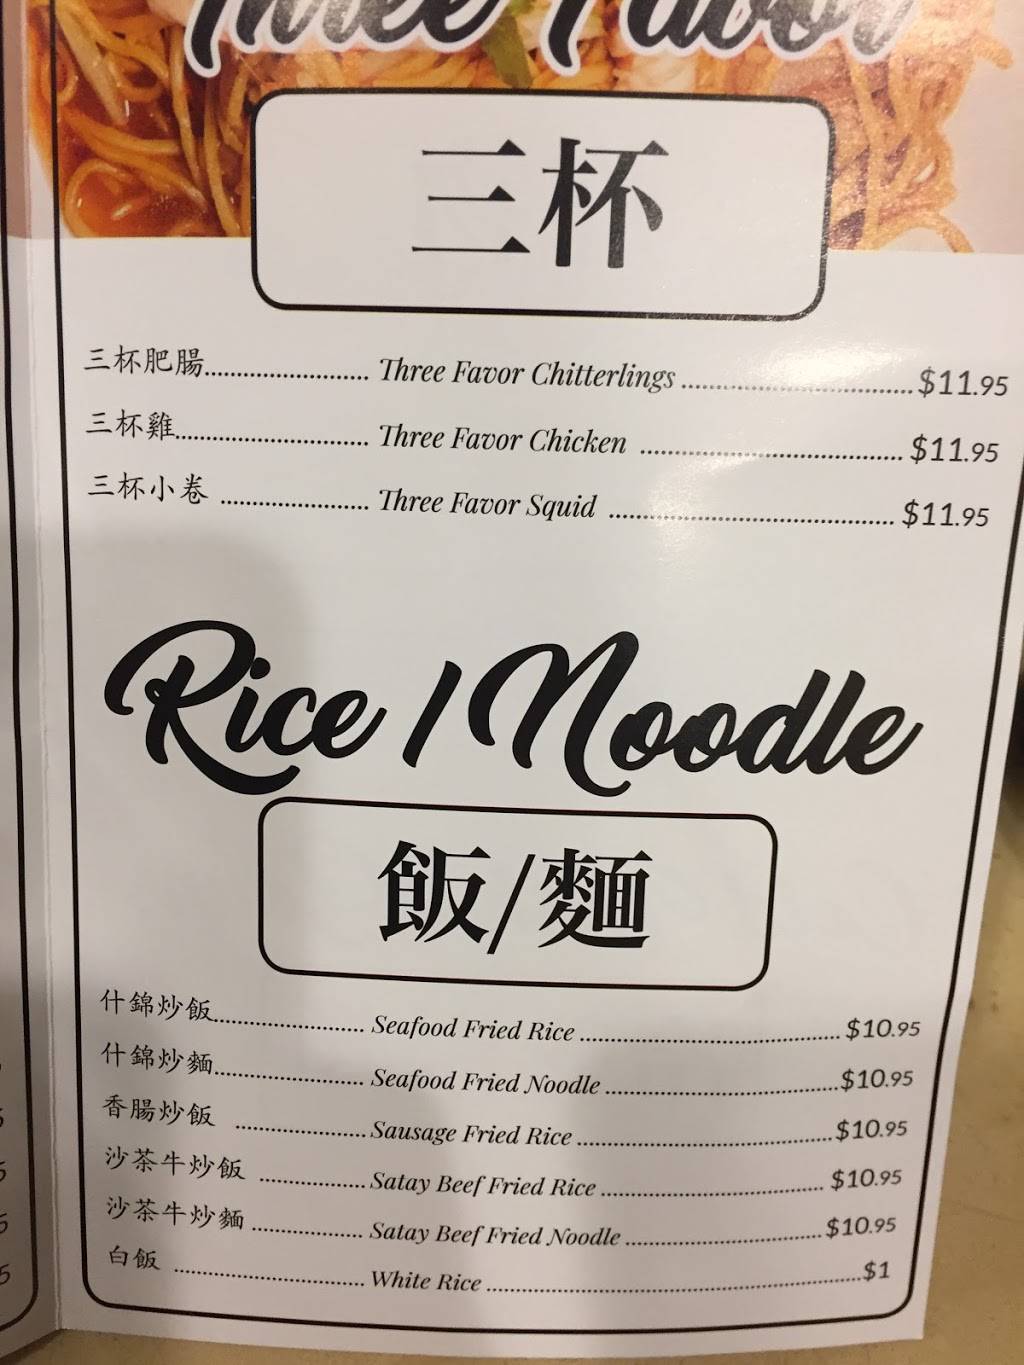 Three Favor
三杯
三杯肥腸 Three Favor Chitterlings $11.95
三杯雞 Three Favor Chicken $11.95
三杯小卷 Three Favor Squid $11.95
Rice / Noodle
飯/麵
什錦炒飯 Seafood Fried Rice $10.95
什錦炒麵 Seafood Fried Noodle $10.95
香腸炒飯 Sausage Fried Rice $10.95
沙茶牛炒飯 Satay Beef Fried Rice $10.95
沙茶牛炒麵 Satay Beef Fried Noodle $10.95
白飯 White Rice $1